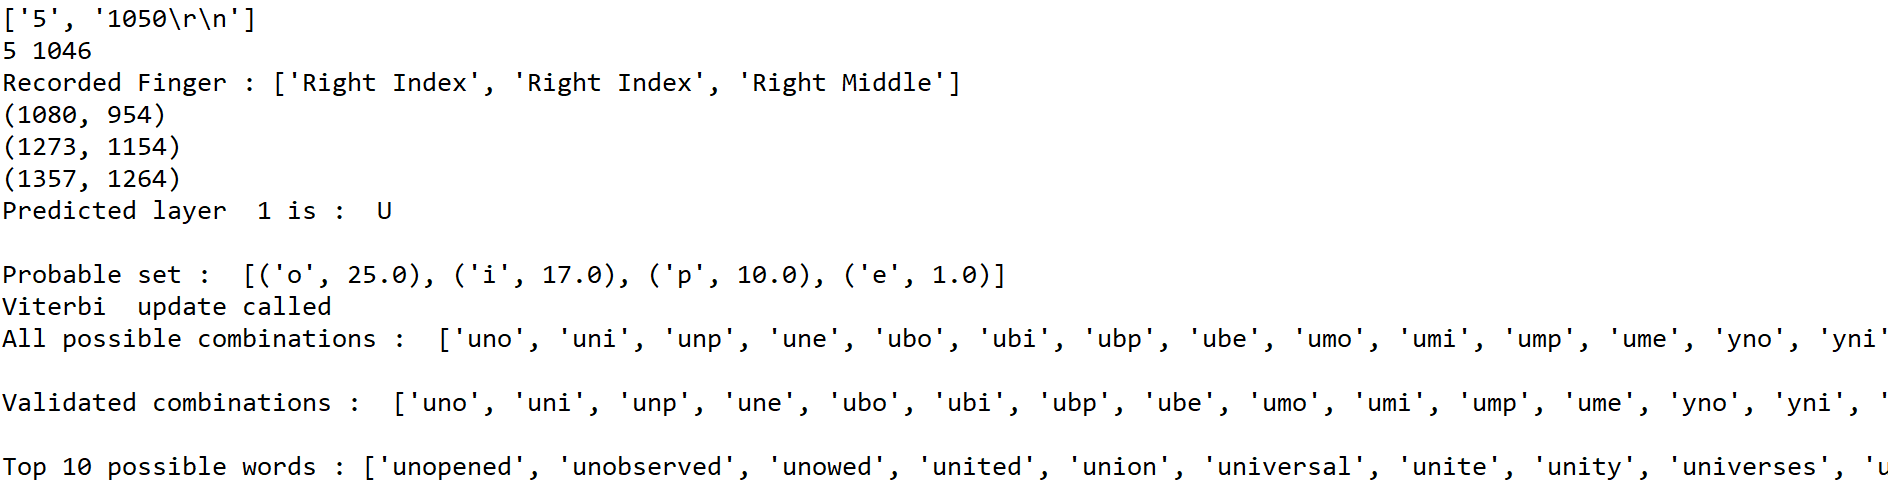 ['5', '1050\r\n']
5 1046
Recorded Finger : ['Right Index', 'Right Index', 'Right Middle']
(1080, 954)
(1273, 1154)
(1357, 1264)
Predicted layer  1 is :  U
Probable set :  [('o', 25.0), ('i', 17.0), ('p', 10.0), ('e', 1.0)]
Viterbi  update called
All possible combinations :  ['uno', 'uni', 'unp', 'une', 'ubo', 'ubi', 'ubp', 'ube', 'umo', 'umi', 'ump', 'ume', 'yno', 'yni'
Validated combinations :  ['uno', 'uni', 'unp', 'une', 'ubo', 'ubi', 'ubp', 'ube', 'umo', 'umi', 'ump', 'ume', 'yno', 'yni', '
Top 10 possible words : ['unopened', 'unobserved', 'unowed', 'united', 'union', 'universal', 'unite', 'unity', 'universes', 'u